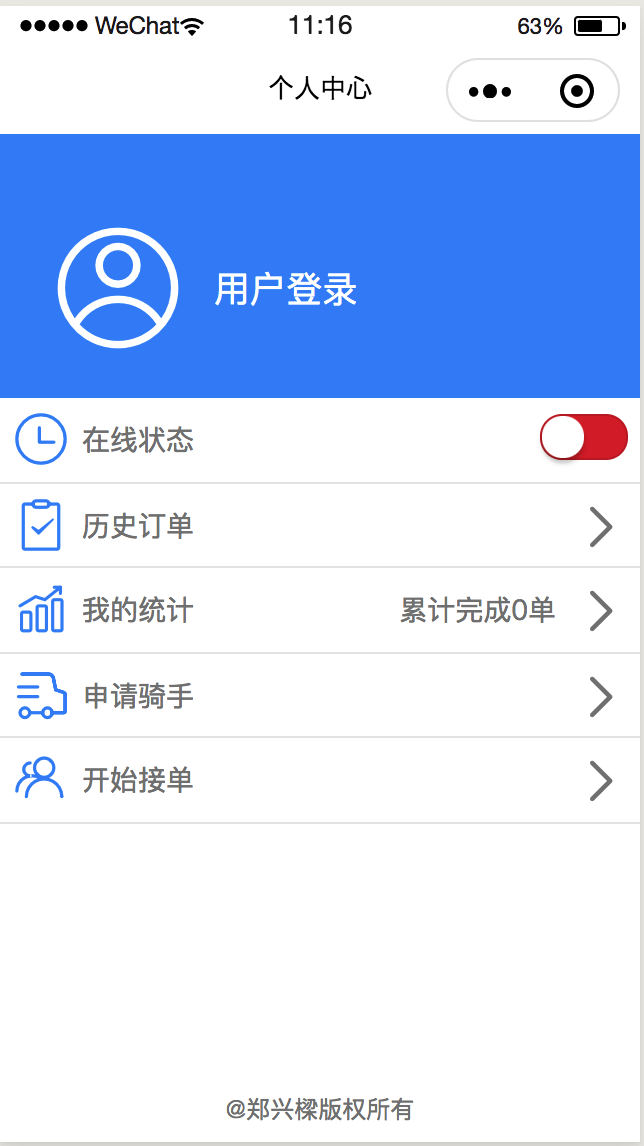 WeChat 11:16 63%
个人中心
用户登录
在线状态
历史订单
我的统计 累计完成0单
申请骑手
开始接单
@郑兴樑版权所有